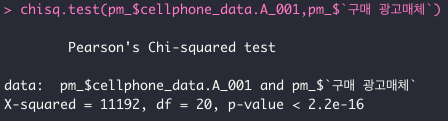 > chisq.test(pm_$cellphone_data.A_001,pm_$`구매 광고매체`)
Pearson's Chi-squared test
data:  pm_$cellphone_data.A_001 and pm_$`구매 광고매체`
X-squared = 11192, df = 20, p-value < 2.2e-16